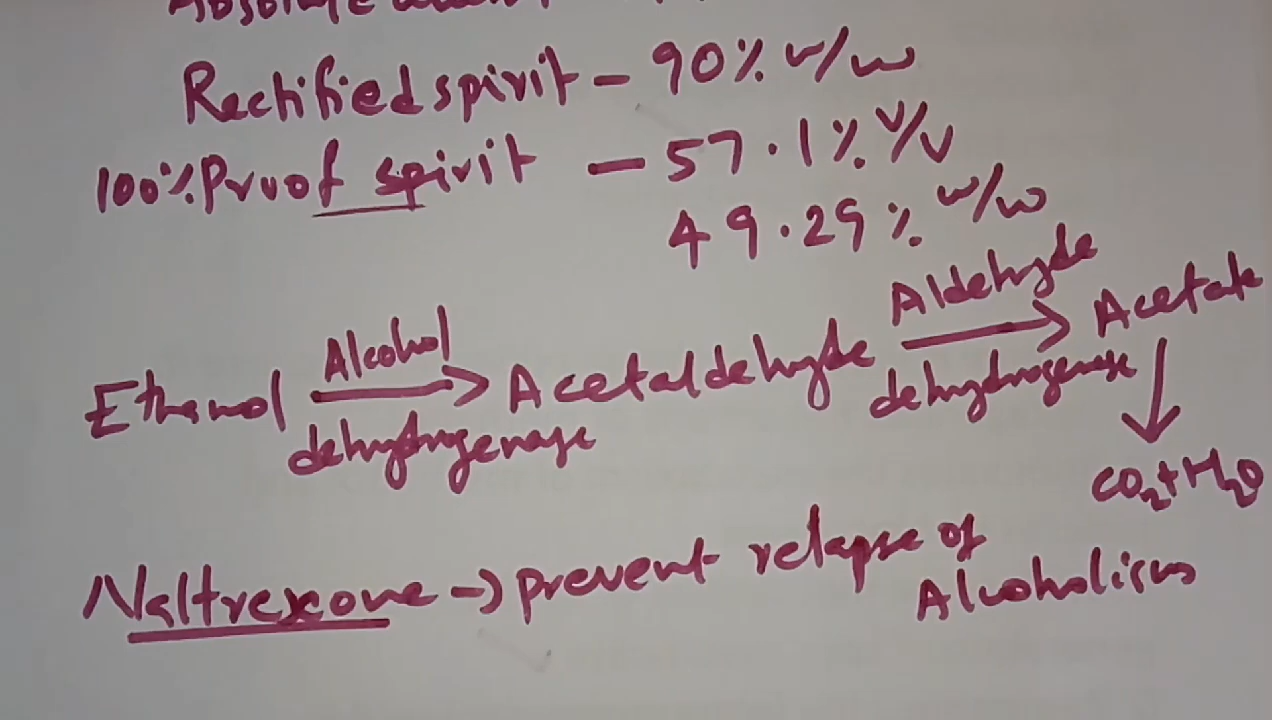 Absolute
Rectified spirit – 90% v/w
100% Proof spirit – 57.1% v/v
49.29% w/w
Ethanol Alcohol dehydrogenase → Acetaldehyde Aldehyde dehydrogenase → Acetate
↓
CO₂+H₂O
Naltrexone → prevent relapse of
Alcoholism